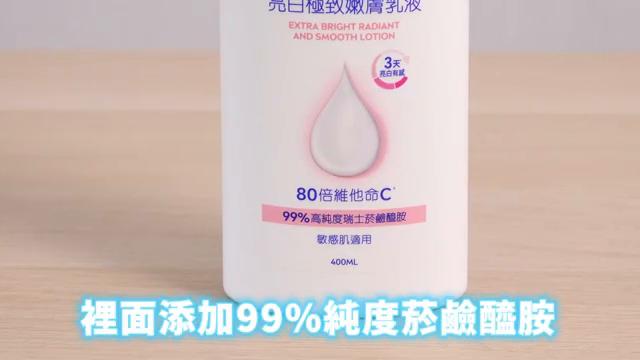 亮白極致嫩膚乳液
EXTRA BRIGHT RADIANT
AND SMOOTH LOTION
3天
亮白有感
80倍維他命C*
99%高純度瑞士菸鹼醯胺
敏感肌適用
400ML
裡面添加99%純度菸鹼醯胺